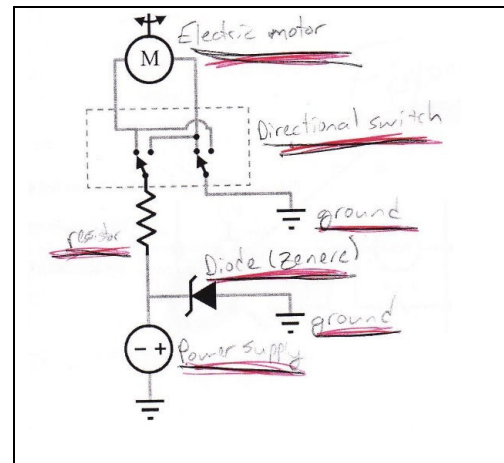 Electric motor
M
Directional switch
ground
resistor
Diode (Zenere)
ground
- +
Power supply